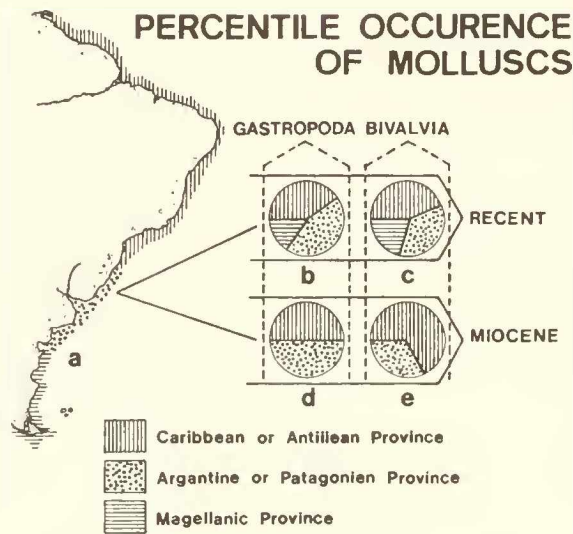 PERCENTILE OCCURENCE
OF MOLLUSCS
GASTROPODA BIVALVIA
RECENT
b c
MIOCENE
a
d e
Caribbean or Antillean Province
Argantine or Patagonien Province
Magellanic Province